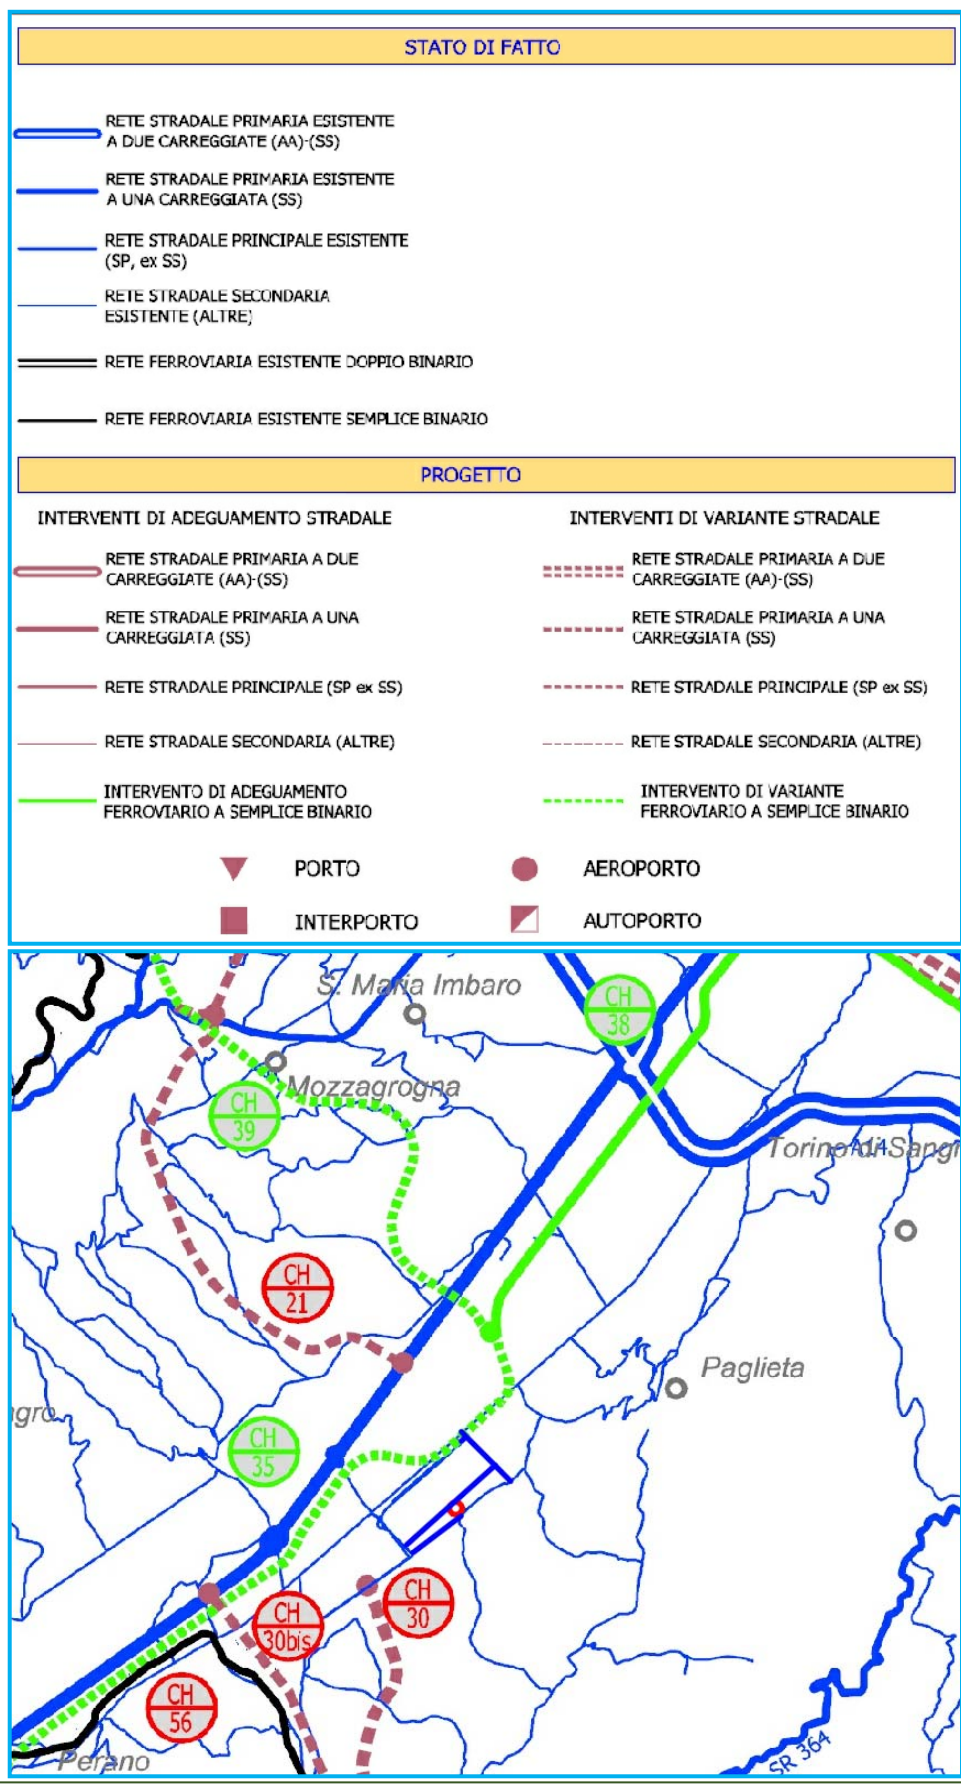 STATO DI FATTO
RETE STRADALE PRIMARIA ESISTENTE
A DUE CARREGGIATE (AA)-(SS)
RETE STRADALE PRIMARIA ESISTENTE
A UNA CARREGGIATA (SS)
RETE STRADALE PRINCIPALE ESISTENTE
(SP, ex SS)
RETE STRADALE SECONDARIA
ESISTENTE (ALTRE)
RETE FERROVIARIA ESISTENTE DOPPIO BINARIO
RETE FERROVIARIA ESISTENTE SEMPLICE BINARIO
PROGETTO
INTERVENTI DI ADEGUAMENTO STRADALE
INTERVENTI DI VARIANTE STRADALE
RETE STRADALE PRIMARIA A DUE
CARREGGIATE (AA)-(SS)
RETE STRADALE PRIMARIA A DUE
CARREGGIATE (AA)-(SS)
RETE STRADALE PRIMARIA A UNA
CARREGGIATA (SS)
RETE STRADALE PRIMARIA A UNA
CARREGGIATA (SS)
RETE STRADALE PRINCIPALE (SP ex SS)
RETE STRADALE PRINCIPALE (SP ex SS)
RETE STRADALE SECONDARIA (ALTRE)
RETE STRADALE SECONDARIA (ALTRE)
INTERVENTO DI ADEGUAMENTO
FERROVIARIO A SEMPLICE BINARIO
INTERVENTO DI VARIANTE
FERROVIARIO A SEMPLICE BINARIO
PORTO
AEROPORTO
INTERPORTO
AUTOPORTO
S. Maria Imbaro
CH
38
Mozzagrogna
CH
39
Torino di Sangr
A14
CH
21
Paglieta
gro
CH
35
CH
30
CH
30bis
CH
56
Perano
SR 364